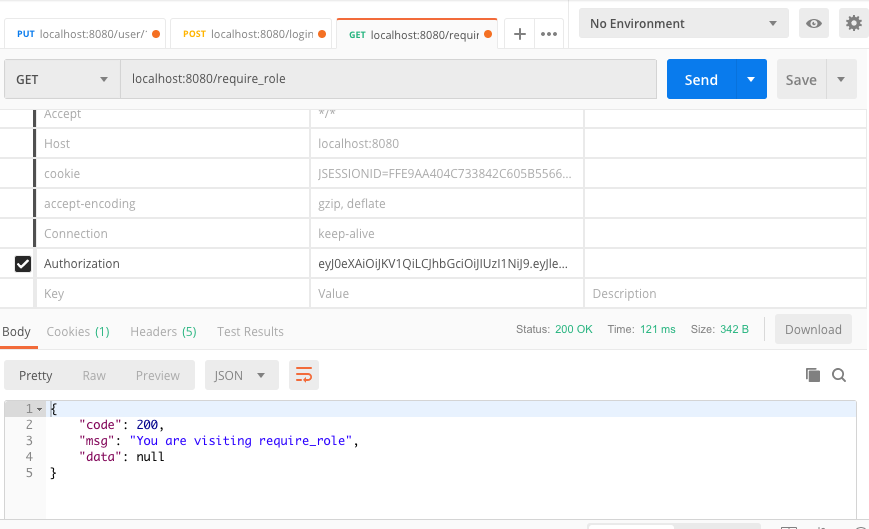 PUT localhost:8080/user/
POST localhost:8080/login
GET localhost:8080/requir
No Environment
GET localhost:8080/require_role Send Save
Accept */*
Host localhost:8080
cookie JSESSIONID=FFE9AA404C733842C605B5566...
accept-encoding gzip, deflate
Connection keep-alive
Authorization eyJ0eXAiOiJKV1QiLCJhbGciOiJIUzI1NiJ9.eyJle...
Key Value Description
Body Cookies (1) Headers (5) Test Results Status: 200 OK Time: 121 ms Size: 342 B Download
Pretty Raw Preview JSON
1 {
2 "code": 200,
3 "msg": "You are visiting require_role",
4 "data": null
5 }